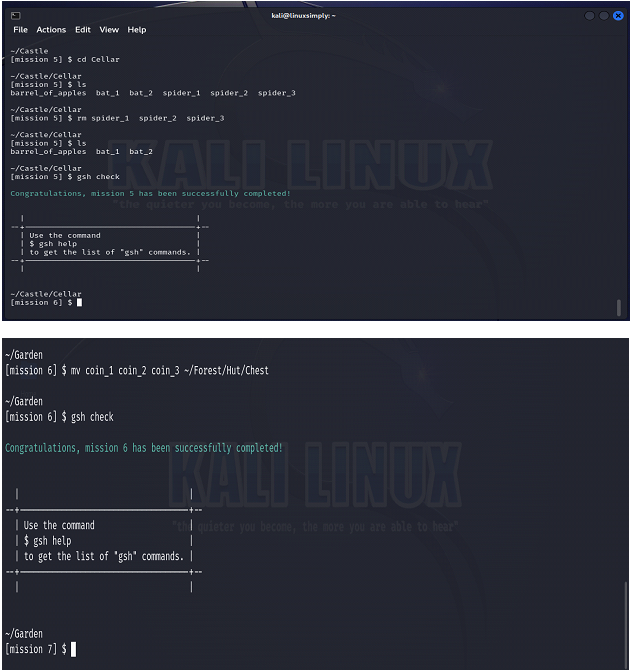 kali@linuxsimply: ~
File Actions Edit View Help
~/Castle
[mission 5] $ cd Cellar
~/Castle/Cellar
[mission 5] $ ls
barrel_of_apples bat_1 bat_2 spider_1 spider_2 spider_3
~/Castle/Cellar
[mission 5] $ rm spider_1 spider_2 spider_3
~/Castle/Cellar
[mission 5] $ ls
barrel_of_apples bat_1 bat_2
~/Castle/Cellar
[mission 5] $ gsh check
KALI LINUX
Congratulations, mission 5 has been successfully completed!
"the quieter you become, the more you are able to hear"
Use the command
$ gsh help
to get the list of "gsh" commands.
~/Castle/Cellar
[mission 6] $
~/Garden
[mission 6] $ mv coin_1 coin_2 coin_3 ~/Forest/Hut/Chest
~/Garden
[mission 6] $ gsh check
Congratulations, mission 6 has been successfully completed!
KALI LINUX
"the quieter you become, the more you are able to hear"
Use the command
$ gsh help
to get the list of "gsh" commands.
~/Garden
[mission 7] $